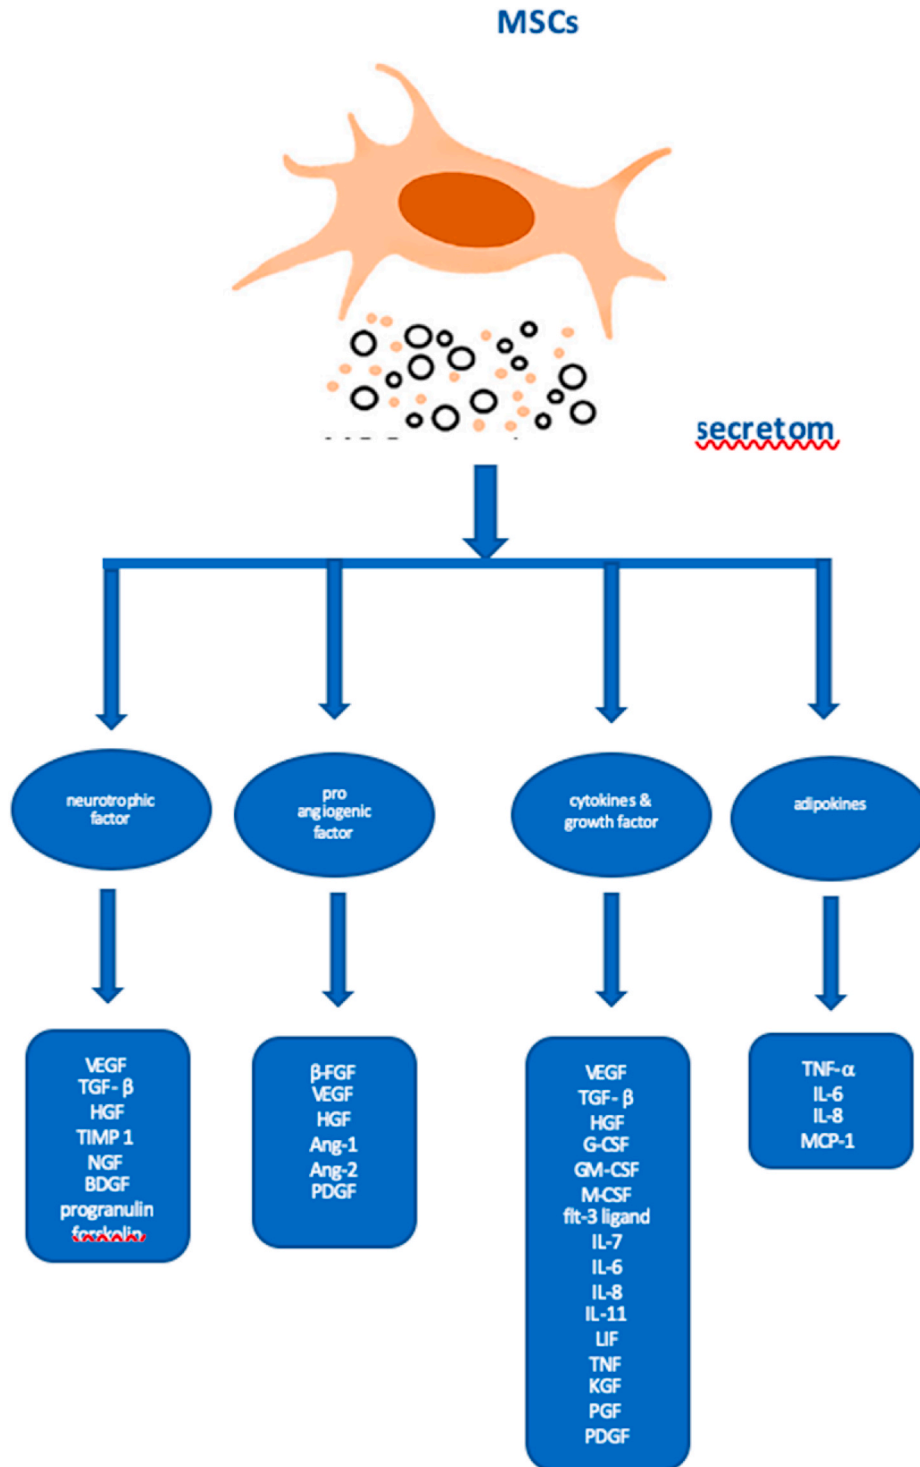 MSCs
secretom
neurotrophic
factor
pro
angiogenic
factor
cytokines &
growth factor
adipokines
VEGF
TGF- β
HGF
TIMP 1
NGF
BDGF
progranulin
forskolin
β-FGF
VEGF
HGF
Ang-1
Ang-2
PDGF
VEGF
TGF- β
HGF
G-CSF
GM-CSF
M-CSF
flt-3 ligand
IL-7
IL-6
IL-8
IL-11
LIF
TNF
KGF
PGF
PDGF
TNF-α
IL-6
IL-8
MCP-1